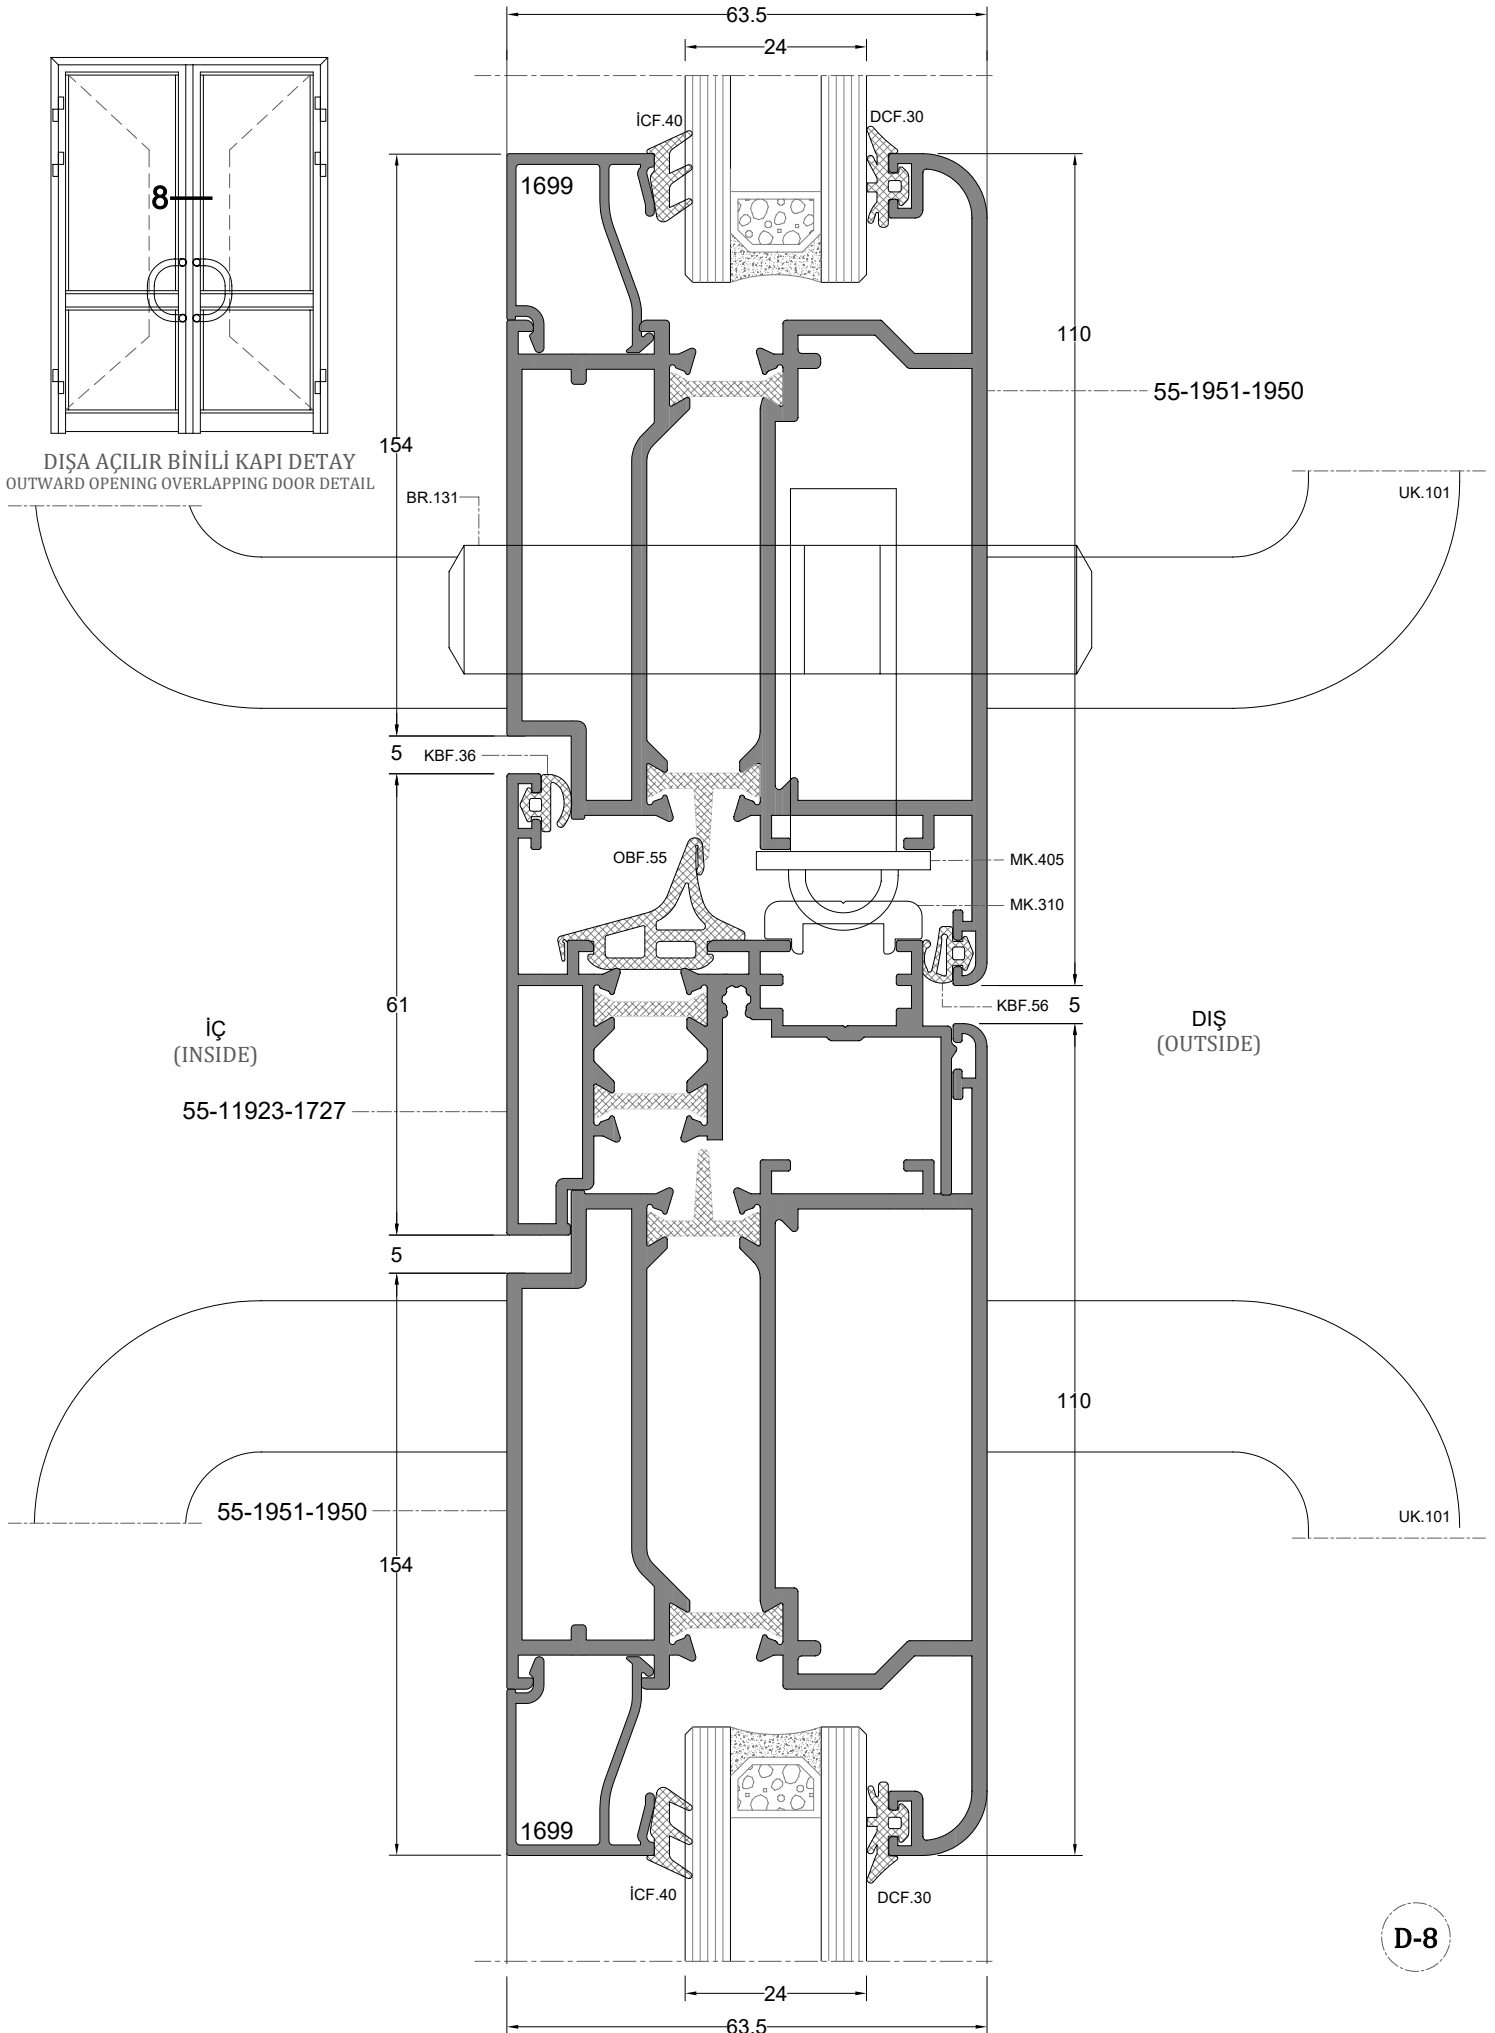 63.5
24
İCF.40
DCF.30
1699
8
110
55-1951-1950
154
DIŞA AÇILIR BİNİLİ KAPI DETAY
OUTWARD OPENING OVERLAPPING DOOR DETAIL
BR.131
UK.101
5
KBF.36
OBF.55
MK.405
MK.310
61
KBF.56
5
İÇ
(INSIDE)
DIŞ
(OUTSIDE)
55-11923-1727
5
110
55-1951-1950
UK.101
154
1699
İCF.40
DCF.30
D-8
24
63.5